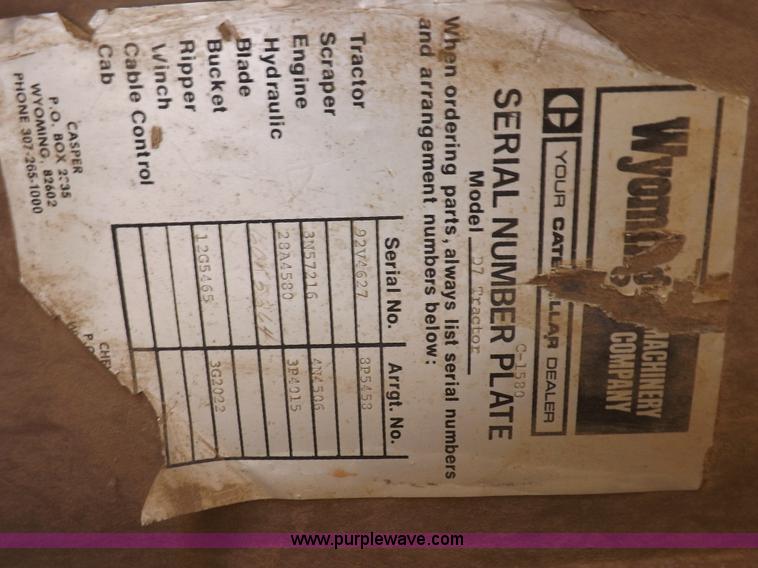 Wyoming MACHINERY
COMPANY
YOUR CATE LLAR DEALER
C-1580
SERIAL NUMBER PLATE
Model D7 Tractor
When ordering parts, always list serial numbers
and arrangement numbers below:
Serial No. Arrgt. No.
Tractor 92V4627 8P5458
Scraper
Engine 3N57216 4N4506
Hydraulic 28A4580 3P4015
Blade
Bucket
Ripper 12G5465 3G2022
Winch
Cable Control
Cab
CASPER
P.O. BOX 2335
WYOMING 82602
PHONE 307-265-1000
www.purplewave.com